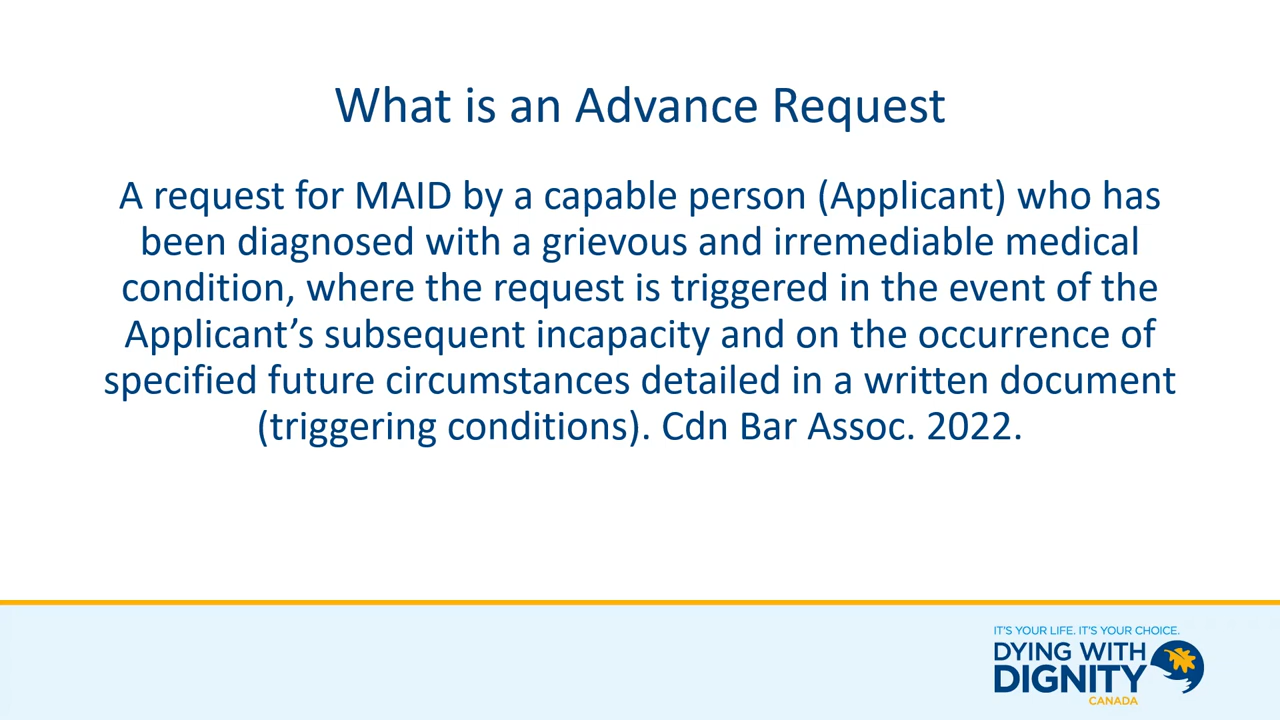 What is an Advance Request
A request for MAID by a capable person (Applicant) who has
been diagnosed with a grievous and irremediable medical
condition, where the request is triggered in the event of the
Applicant’s subsequent incapacity and on the occurrence of
specified future circumstances detailed in a written document
(triggering conditions). Cdn Bar Assoc. 2022.
IT'S YOUR LIFE. IT'S YOUR CHOICE.
DYING WITH
DIGNITY
CANADA